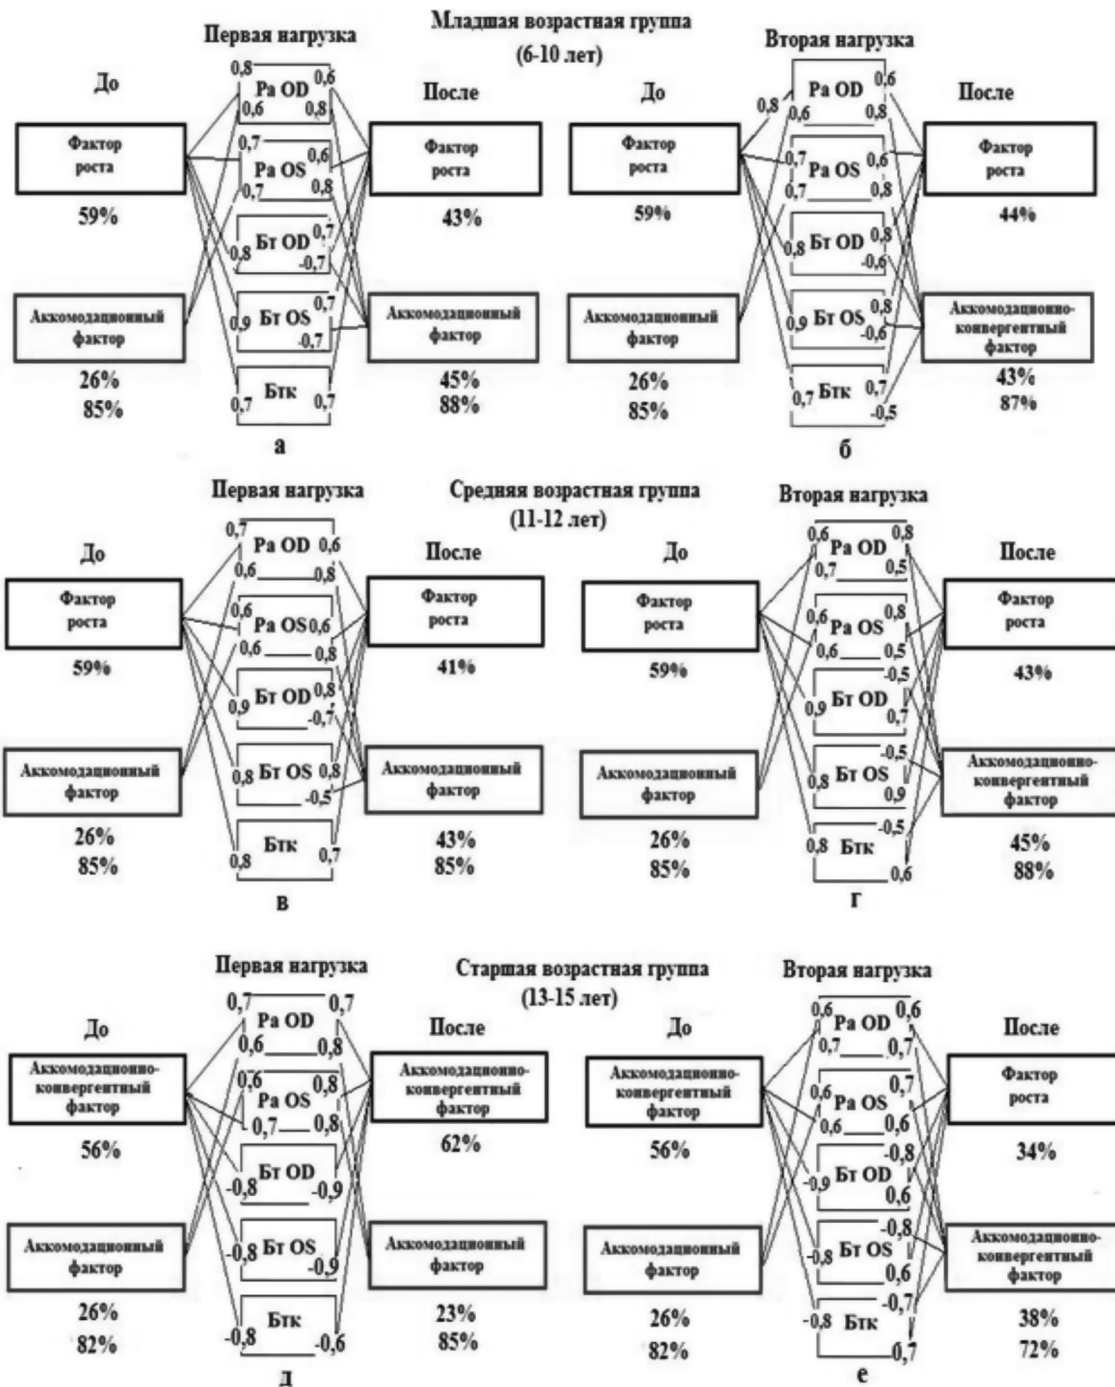 Младшая возрастная группа
(6-10 лет)
Первая нагрузка
Вторая нагрузка
До
После
До
После
0,8
Ра OD
0,6
0,6
0,8
0,7
Ра OS
0,6
0,7
0,8
Бт OD
0,7
0,8
-0,7
Бт OS
0,7
0,9
-0,7
Бтк
0,7
0,7
Фактор
роста
59%
Аккомодационный
фактор
26%
85%
Фактор
роста
43%
Аккомодационный
фактор
45%
88%
а
Фактор
роста
59%
Аккомодационный
фактор
26%
85%
0,8
Ра OD
0,6
0,6
0,8
0,7
Ра OS
0,6
0,7
0,8
Бт OD
0,8
0,8
-0,6
Бт OS
0,8
0,9
-0,6
Бтк
0,7
0,7
-0,5
Фактор
роста
44%
Аккомодационно-
конвергентный
фактор
43%
87%
б
Средняя возрастная группа
(11-12 лет)
Первая нагрузка
Вторая нагрузка
До
После
До
После
Фактор
роста
59%
Аккомодационный
фактор
26%
85%
0,7
Ра OD
0,6
0,6
0,8
0,6
Ра OS
0,6
0,6
0,8
Бт OD
0,8
0,9
-0,7
Бт OS
0,8
0,8
-0,5
Бтк
0,8
0,7
Фактор
роста
41%
Аккомодационный
фактор
43%
85%
в
Фактор
роста
59%
Аккомодационный
фактор
26%
85%
0,6
Ра OD
0,8
0,7
0,5
0,6
Ра OS
0,8
0,6
0,5
Бт OD
-0,5
0,9
0,7
Бт OS
-0,5
0,8
0,9
Бтк
-0,5
0,8
0,6
Фактор
роста
43%
Аккомодационно-
конвергентный
фактор
45%
88%
г
Старшая возрастная группа
(13-15 лет)
Первая нагрузка
Вторая нагрузка
До
После
До
После
Аккомодационно-
конвергентный
фактор
56%
Аккомодационный
фактор
26%
82%
0,7
Ра OD
0,7
0,6
0,8
0,6
Ра OS
0,8
0,7
0,8
Бт OD
-0,8
-0,9
Бт OS
-0,8
-0,9
Бтк
-0,8
-0,6
Аккомодационно-
конвергентный
фактор
62%
Аккомодационный
фактор
23%
85%
д
Аккомодационно-
конвергентный
фактор
56%
Аккомодационный
фактор
26%
82%
0,6
Ра OD
0,6
0,7
0,7
0,6
Ра OS
0,7
0,6
0,6
Бт OD
-0,8
-0,9
0,6
Бт OS
-0,8
-0,8
0,6
Бтк
-0,7
-0,8
0,7
Фактор
роста
34%
Аккомодационно-
конвергентный
фактор
38%
72%
е